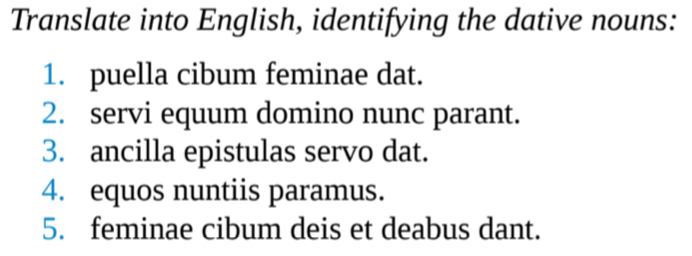 Translate into English, identifying the dative nouns:
1. puella cibum feminae dat.
2. servi equum domino nunc parant.
3. ancilla epistulas servo dat.
4. equos nuntiis paramus.
5. feminae cibum deis et deabus dant.